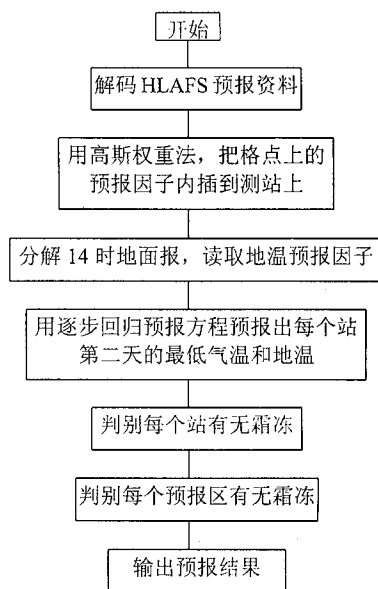 开始
解码 HLAFS 预报资料
用高斯权重法，把格点上的
预报因子内插到测站上
分解 14 时地面报，读取地温预报因子
用逐步回归预报方程预报出每个站
第二天的最低气温和地温
判别每个站有无霜冻
判别每个预报区有无霜冻
输出预报结果